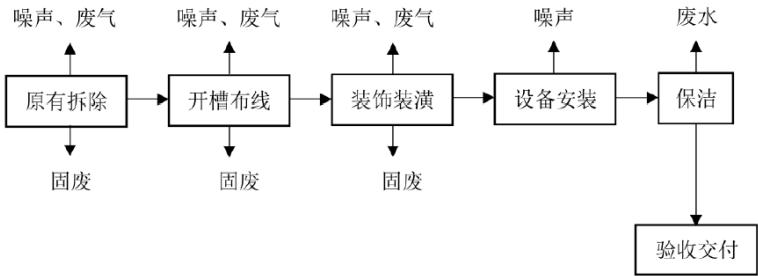 噪声、废气 噪声、废气 噪声、废气 噪声 废水
原有拆除 开槽布线 装饰装潢 设备安装 保洁
固废 固废 固废
验收交付